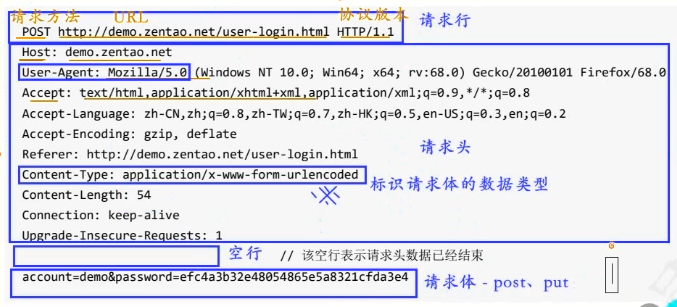 请求方法 URL 协议版本
POST http://demo.zentao.net/user-login.html HTTP/1.1 请求行
Host: demo.zentao.net
User-Agent: Mozilla/5.0 (Windows NT 10.0; Win64; x64; rv:68.0) Gecko/20100101 Firefox/68.0
Accept: text/html,application/xhtml+xml,application/xml;q=0.9,*/*;q=0.8
Accept-Language: zh-CN,zh;q=0.8,zh-TW;q=0.7,zh-HK;q=0.5,en-US;q=0.3,en;q=0.2
Accept-Encoding: gzip, deflate
Referer: http://demo.zentao.net/user-login.html 请求头
Content-Type: application/x-www-form-urlencoded 标识请求体的数据类型
Content-Length: 54
Connection: keep-alive
Upgrade-Insecure-Requests: 1
空行 // 该空行表示请求头数据已经结束
account=demo&password=efc4a3b32e48054865e5a8321cfda3e4 请求体 - post、put